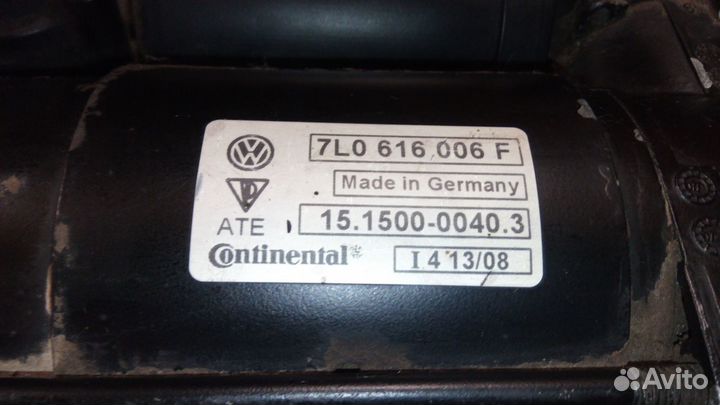 7L0 616 006 F
Made in Germany
ATE 15.1500-0040.3
Continental I 4 13/08
Avito